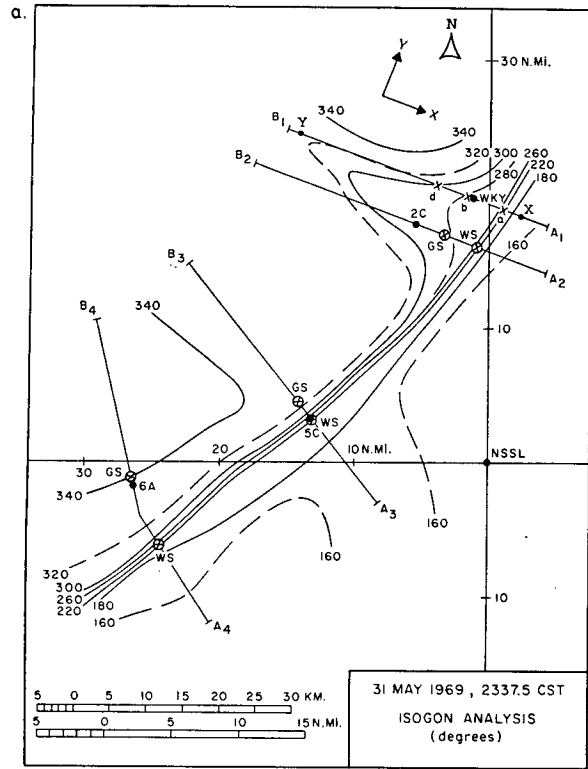 a.
N
30 N.Mi.
Y
X
340
B1
Y
340
320
300
260
220
180
280
B2
d
b
WKY
a
X
2C
GS
WS
A1
160
A2
B3
B4
340
10
GS
WS
5C
20
10 N.Mi.
NSSL
30
GS
6A
340
A3
160
WS
160
320
300
260
220
180
160
A4
10
5 0 5 10 15 20 25 30 KM.
5 0 5 10 15 N.Mi.
31 MAY 1969, 2337.5 CST
ISOGON ANALYSIS
(degrees)